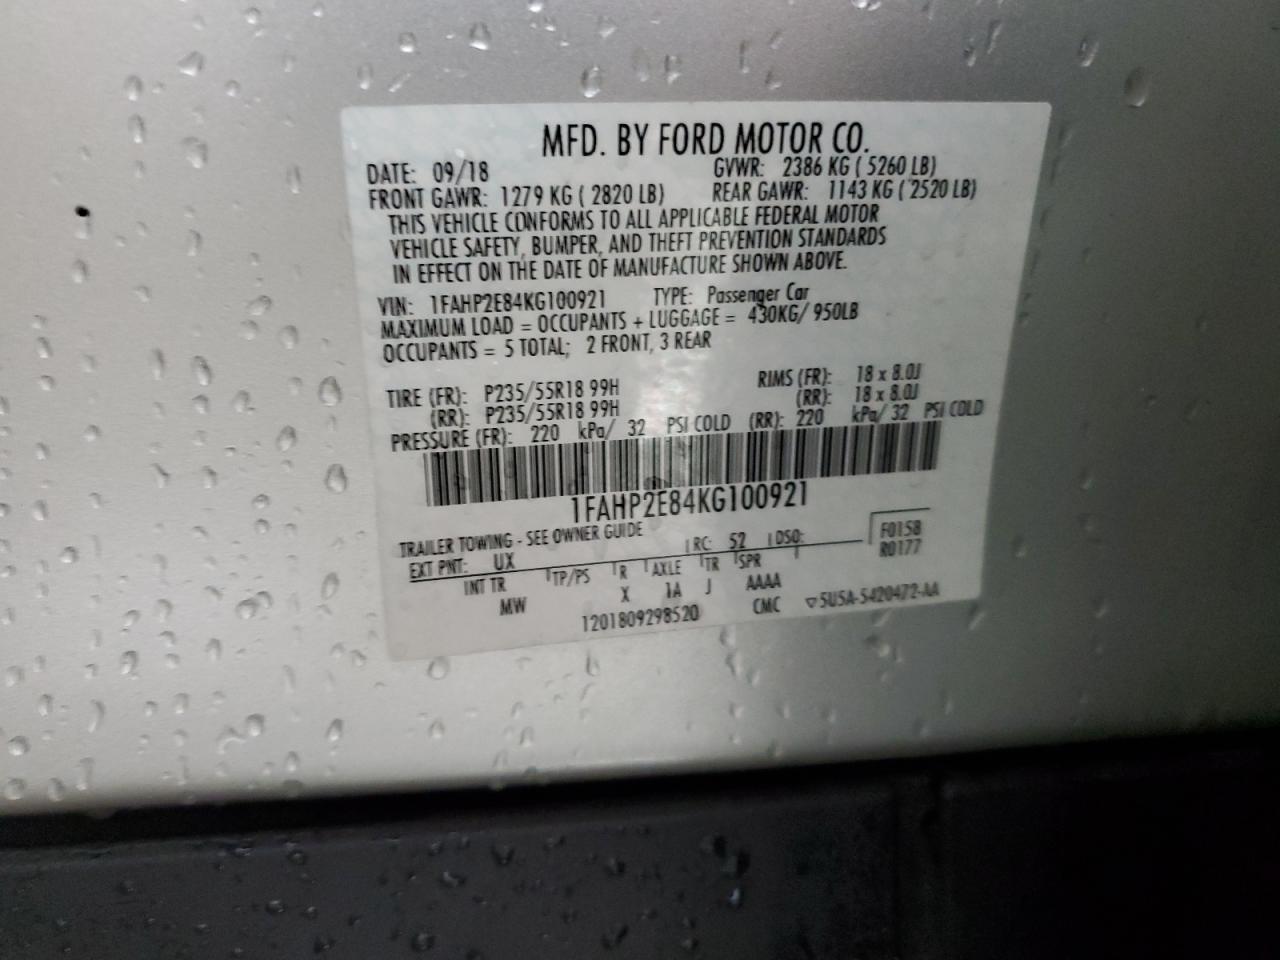 MFD. BY FORD MOTOR CO.
DATE: 09/18 GVWR: 2386 KG ( 5260 LB)
FRONT GAWR: 1279 KG ( 2820 LB) REAR GAWR: 1143 KG ( 2520 LB)
THIS VEHICLE CONFORMS TO ALL APPLICABLE FEDERAL MOTOR
VEHICLE SAFETY, BUMPER, AND THEFT PREVENTION STANDARDS
IN EFFECT ON THE DATE OF MANUFACTURE SHOWN ABOVE.
VIN: 1FAHP2E84KG100921 TYPE: Passenger Car
MAXIMUM LOAD = OCCUPANTS + LUGGAGE = 430KG/ 950LB
OCCUPANTS = 5 TOTAL; 2 FRONT, 3 REAR
TIRE (FR): P235/55R18 99H RIMS (FR): 18 x 8.0J
(RR): P235/55R18 99H (RR): 18 x 8.0J
PRESSURE (FR): 220 kPa/ 32 PSI COLD (RR): 220 kPa/ 32 PSI COLD
1FAHP2E84KG100921
TRAILER TOWING - SEE OWNER GUIDE
F0158
EXT PNT: UX RC: 52 DSO: R0177
INT TR TP/PS R AXLE TR SPR
MW X 1A J AAAA
1201809298520 CMC ▽5U5A-5420472-AA